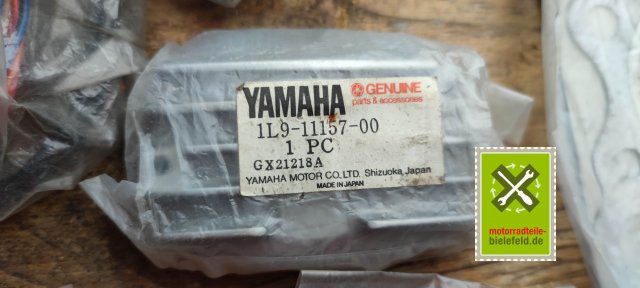 YAMAHA GENUINE
parts & accessories
1L9-11157-00
1 PC
GX21218A
YAMAHA MOTOR CO.LTD. Shizuoka, Japan
MADE IN JAPAN
motorradteile-
bielefeld.de